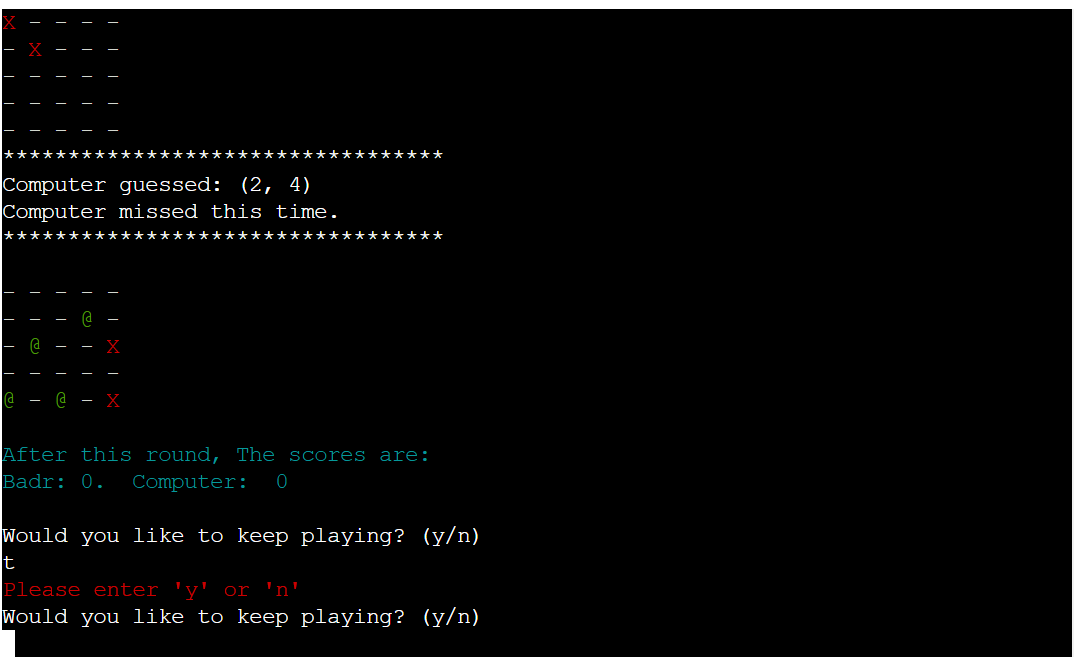 X - - - -
- X - - -
- - - - -
- - - - -
- - - - -
**********************************
Computer guessed: (2, 4)
Computer missed this time.
**********************************
- - - - -
- - - @ -
- @ - - X
- - - - -
@ - @ - X
After this round, The scores are:
Badr: 0.  Computer:  0
Would you like to keep playing? (y/n)
t
Please enter 'y' or 'n'
Would you like to keep playing? (y/n)